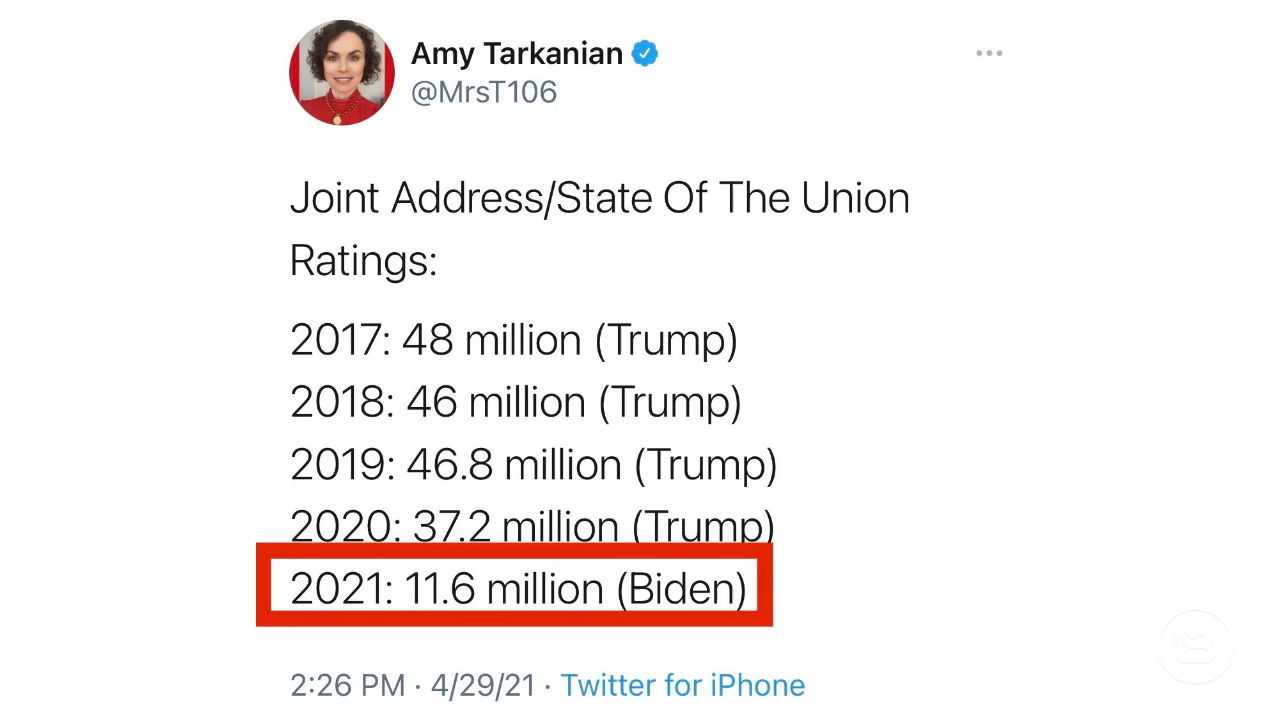 Amy Tarkanian
@MrsT106
Joint Address/State Of The Union
Ratings:
2017: 48 million (Trump)
2018: 46 million (Trump)
2019: 46.8 million (Trump)
2020: 37.2 million (Trump)
2021: 11.6 million (Biden)
2:26 PM · 4/29/21 · Twitter for iPhone